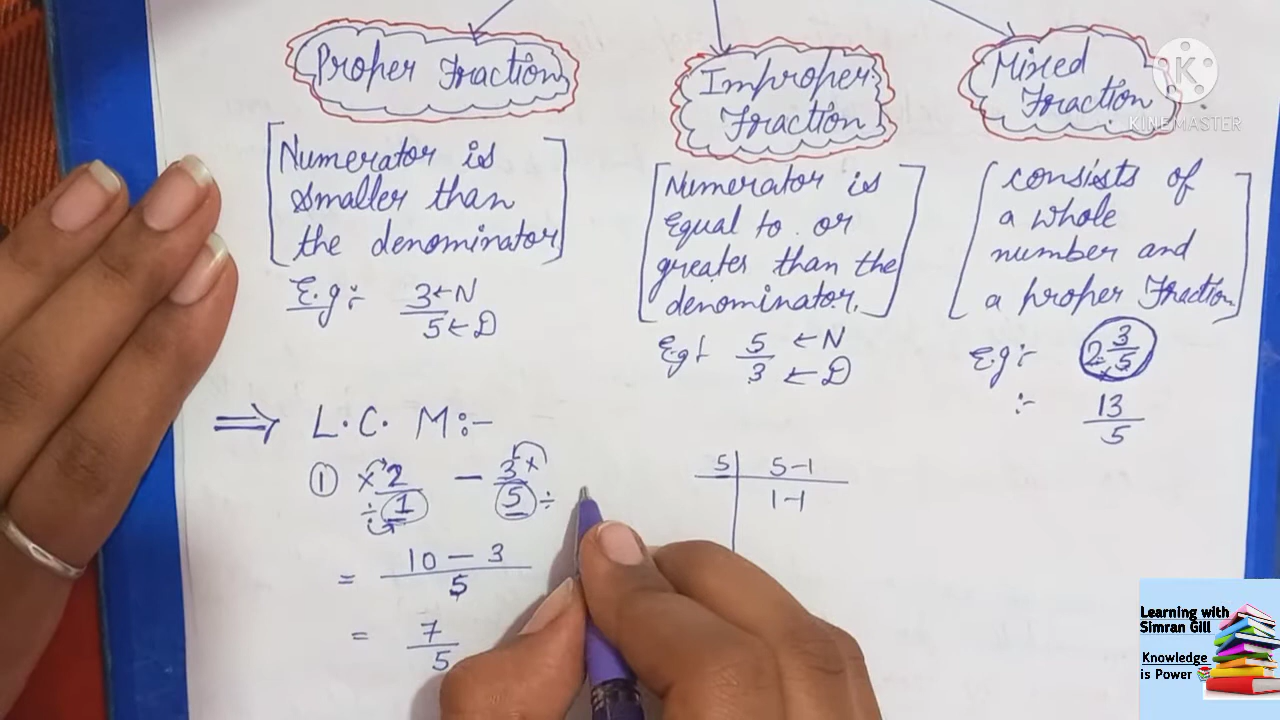 Proper Fraction
Improper
Fraction
Mixed
Fraction
KINEMASTER
Numerator is
smaller than
the denominator
E.g:- 3 ← N
5 ← D
Numerator is
Equal to or
greater than the
denominator.
Eg:- 5 ← N
3 ← D
consists of
a whole
number and
a proper Fraction
E.g:- 2 3/5
:- 13/5
⇒ L.C. M:-
① × 2/1 ÷ - 3/5 × ÷
= 10 - 3 / 5
= 7/5
5 | 5-1
1-1
Learning with
Simran Gill
Knowledge
is Power